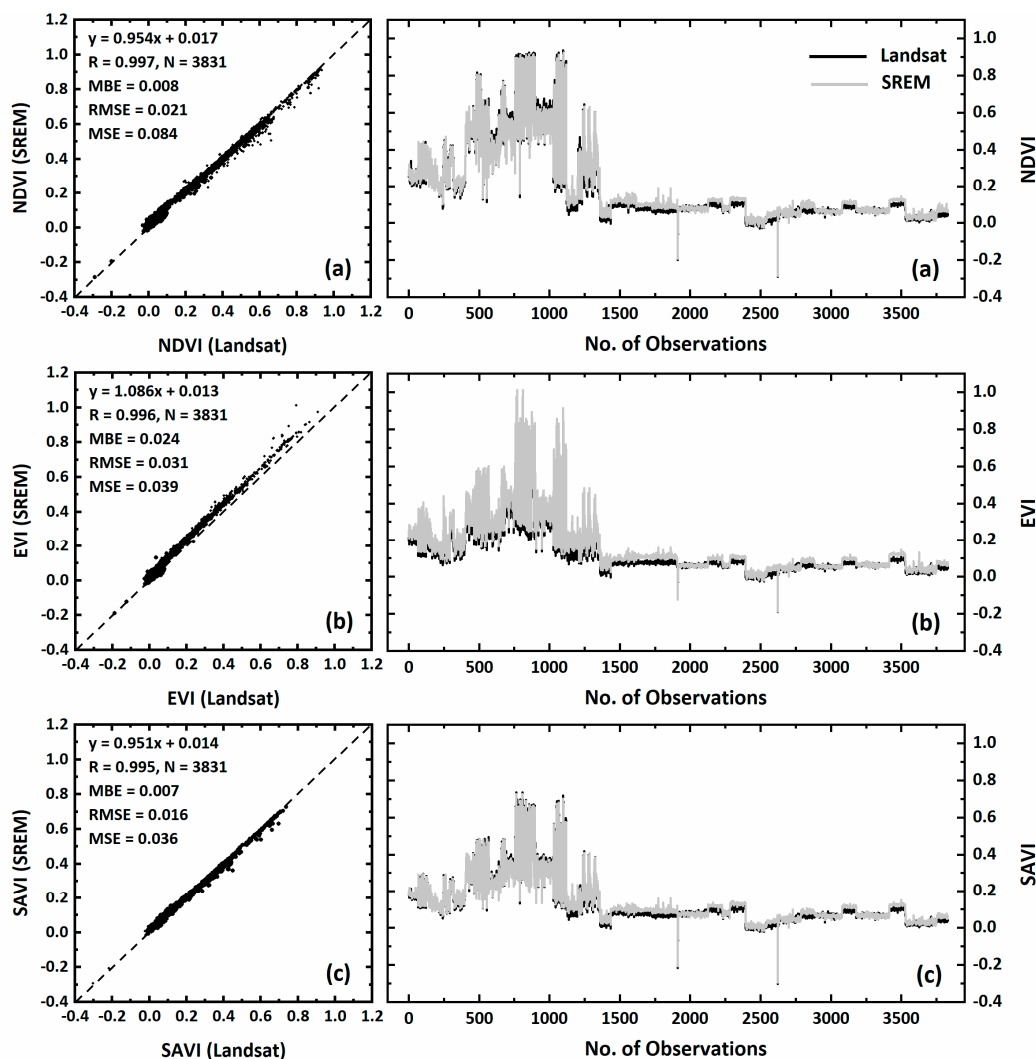 y = 0.954x + 0.017
R = 0.997, N = 3831
MBE = 0.008
RMSE = 0.021
MSE = 0.084
1.2
1.0
0.8
0.6
0.4
0.2
0.0
-0.2
-0.4
NDVI (SREM)
(a)
-0.4 -0.2 0.0 0.2 0.4 0.6 0.8 1.0 1.2
NDVI (Landsat)
Landsat
SREM
1.0
0.8
0.6
0.4
0.2
0.0
-0.2
-0.4
NDVI
(a)
0 500 1000 1500 2000 2500 3000 3500
No. of Observations
y = 1.086x + 0.013
R = 0.996, N = 3831
MBE = 0.024
RMSE = 0.031
MSE = 0.039
1.2
1.0
0.8
0.6
0.4
0.2
0.0
-0.2
-0.4
EVI (SREM)
(b)
-0.4 -0.2 0.0 0.2 0.4 0.6 0.8 1.0 1.2
EVI (Landsat)
1.0
0.8
0.6
0.4
0.2
0.0
-0.2
-0.4
EVI
(b)
0 500 1000 1500 2000 2500 3000 3500
No. of Observations
y = 0.951x + 0.014
R = 0.995, N = 3831
MBE = 0.007
RMSE = 0.016
MSE = 0.036
1.2
1.0
0.8
0.6
0.4
0.2
0.0
-0.2
-0.4
SAVI (SREM)
(c)
-0.4 -0.2 0.0 0.2 0.4 0.6 0.8 1.0 1.2
SAVI (Landsat)
1.0
0.8
0.6
0.4
0.2
0.0
-0.2
-0.4
SAVI
(c)
0 500 1000 1500 2000 2500 3000 3500
No. of Observations